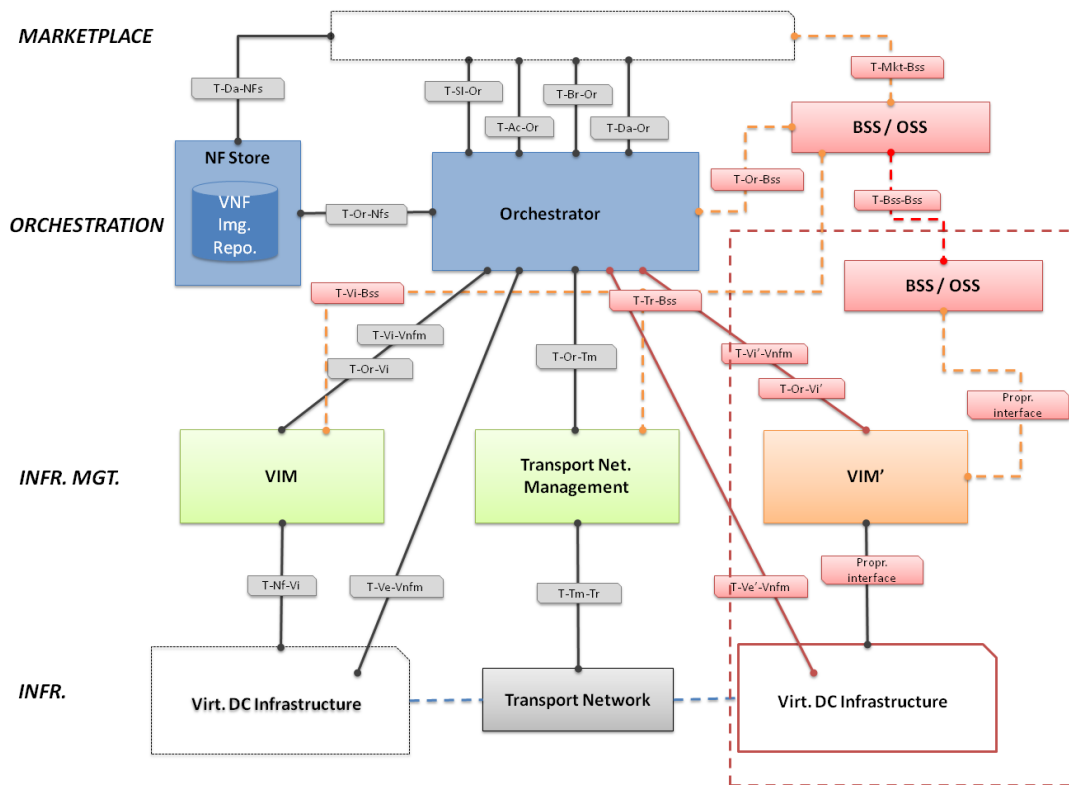 MARKETPLACE
T-Mkt-Bss
T-Da-NFs
T-Sl-Or
T-Br-Or
T-Ac-Or
T-Da-Or
BSS / OSS
NF Store
VNF
Img.
Repo.
T-Or-Bss
T-Bss-Bss
ORCHESTRATION
T-Or-Nfs
Orchestrator
BSS / OSS
T-Vi-Bss
T-Tr-Bss
T-Vi-Vnfm
T-Or-Vi
T-Or-Tm
T-Vi’-Vnfm
T-Or-Vi’
Propr.
interface
INFR. MGT.
VIM
Transport Net.
Management
VIM’
Propr.
interface
T-Nf-Vi
T-Ve-Vnfm
T-Tm-Tr
T-Ve’-Vnfm
INFR.
Virt. DC Infrastructure
Transport Network
Virt. DC Infrastructure